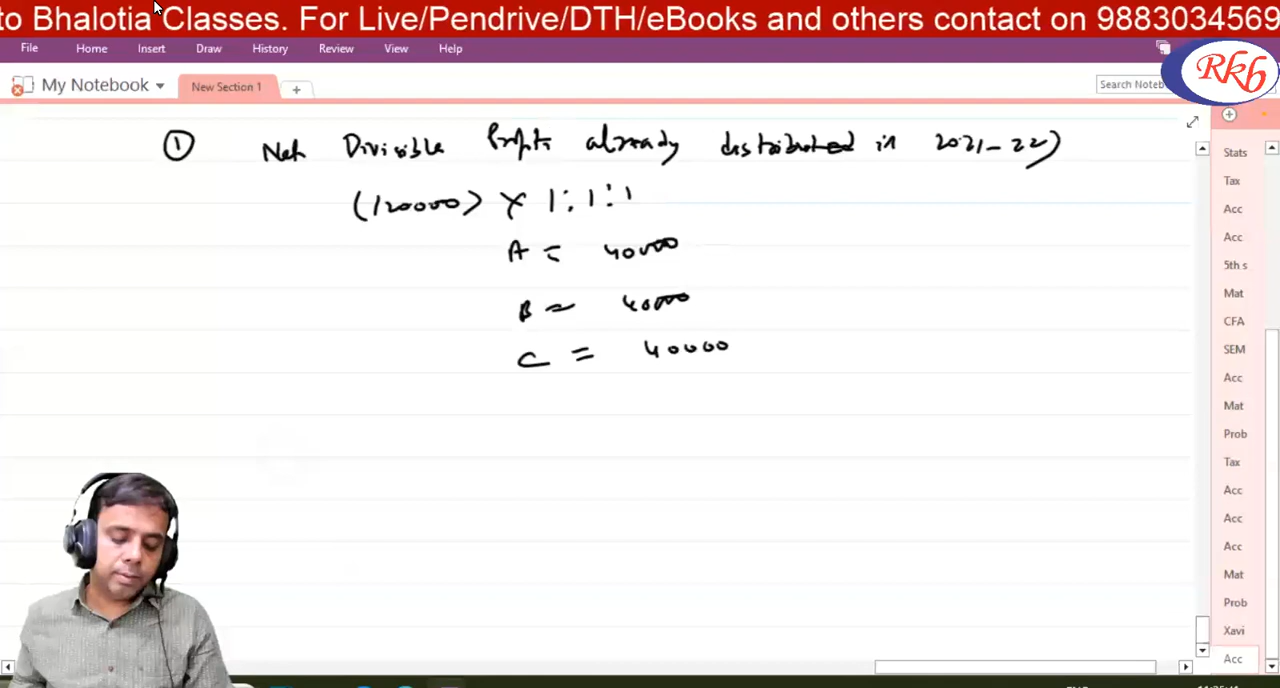 to Bhalotia Classes. For Live/Pendrive/DTH/eBooks and others contact on 9883034569
File Home Insert Draw History Review View Help
Rkb
My Notebook New Section 1 + Search Noteb
① Net Divisible Profits already distributed in 2021-22)
(120000) X 1:1:1
A = 40000
B = 40000
C = 40000
Stats
Tax
Acc
Acc
5th s
Mat
CFA
SEM
Acc
Mat
Prob
Tax
Acc
Acc
Acc
Mat
Prob
Xavi
Acc